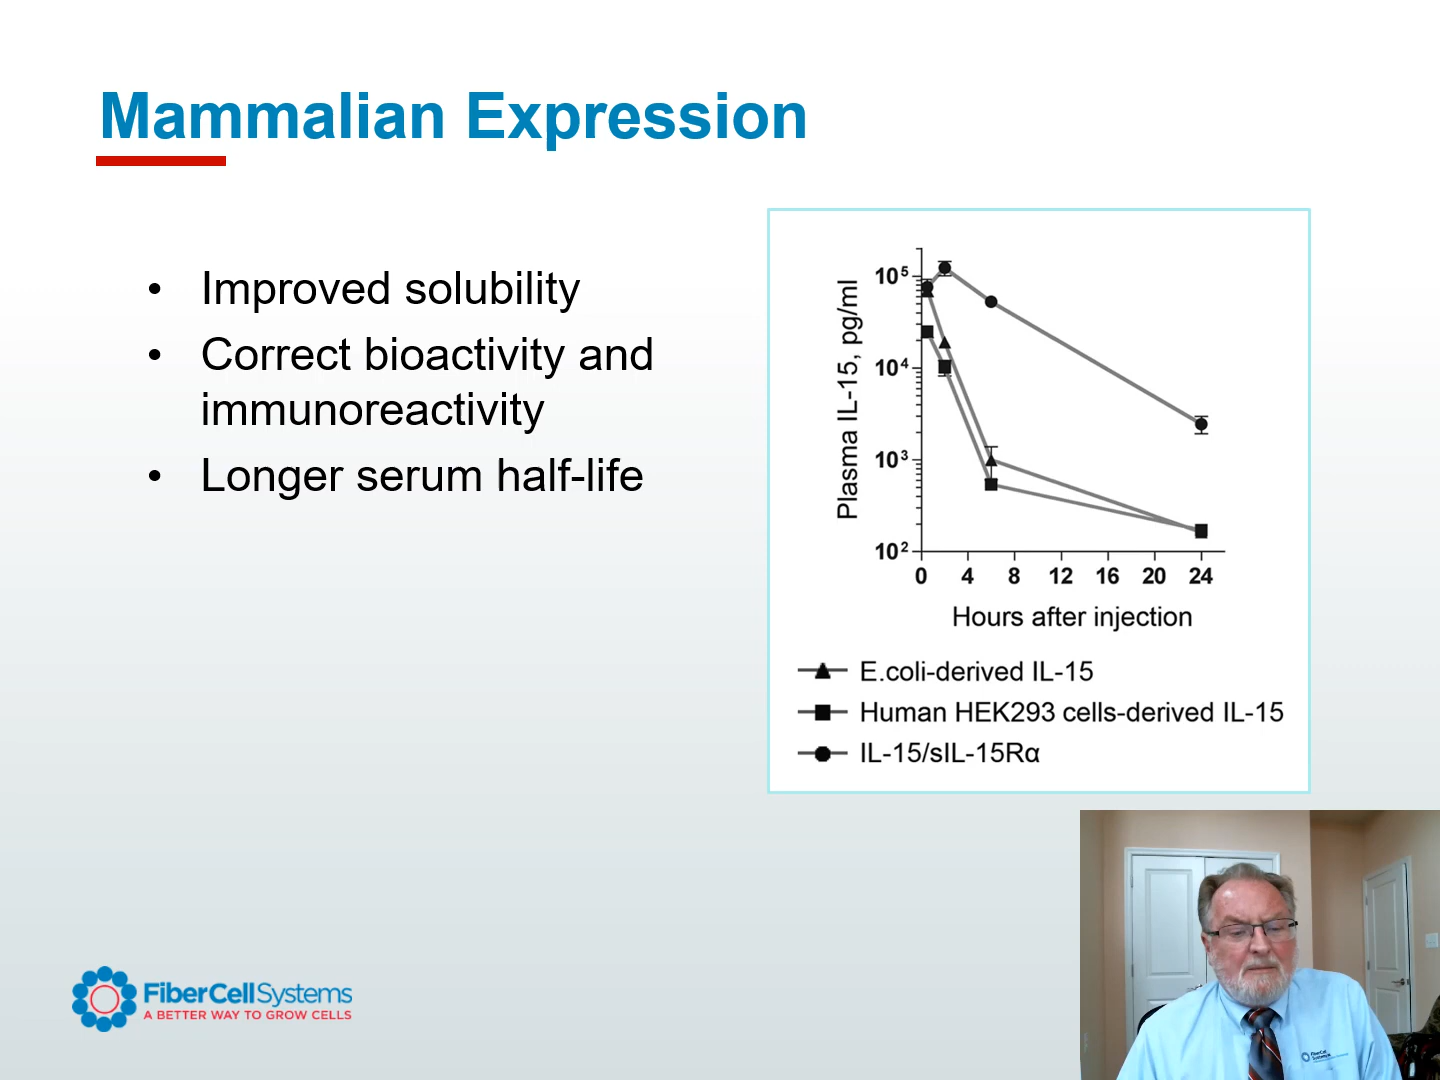 Mammalian Expression
• Improved solubility
• Correct bioactivity and
immunoreactivity
• Longer serum half-life
Plasma IL-15, pg/ml
10⁵
10⁴
10³
10²
0 4 8 12 16 20 24
Hours after injection
E.coli-derived IL-15
Human HEK293 cells-derived IL-15
IL-15/sIL-15Rα
FiberCellSystems
A BETTER WAY TO GROW CELLS
FiberCell
Systems